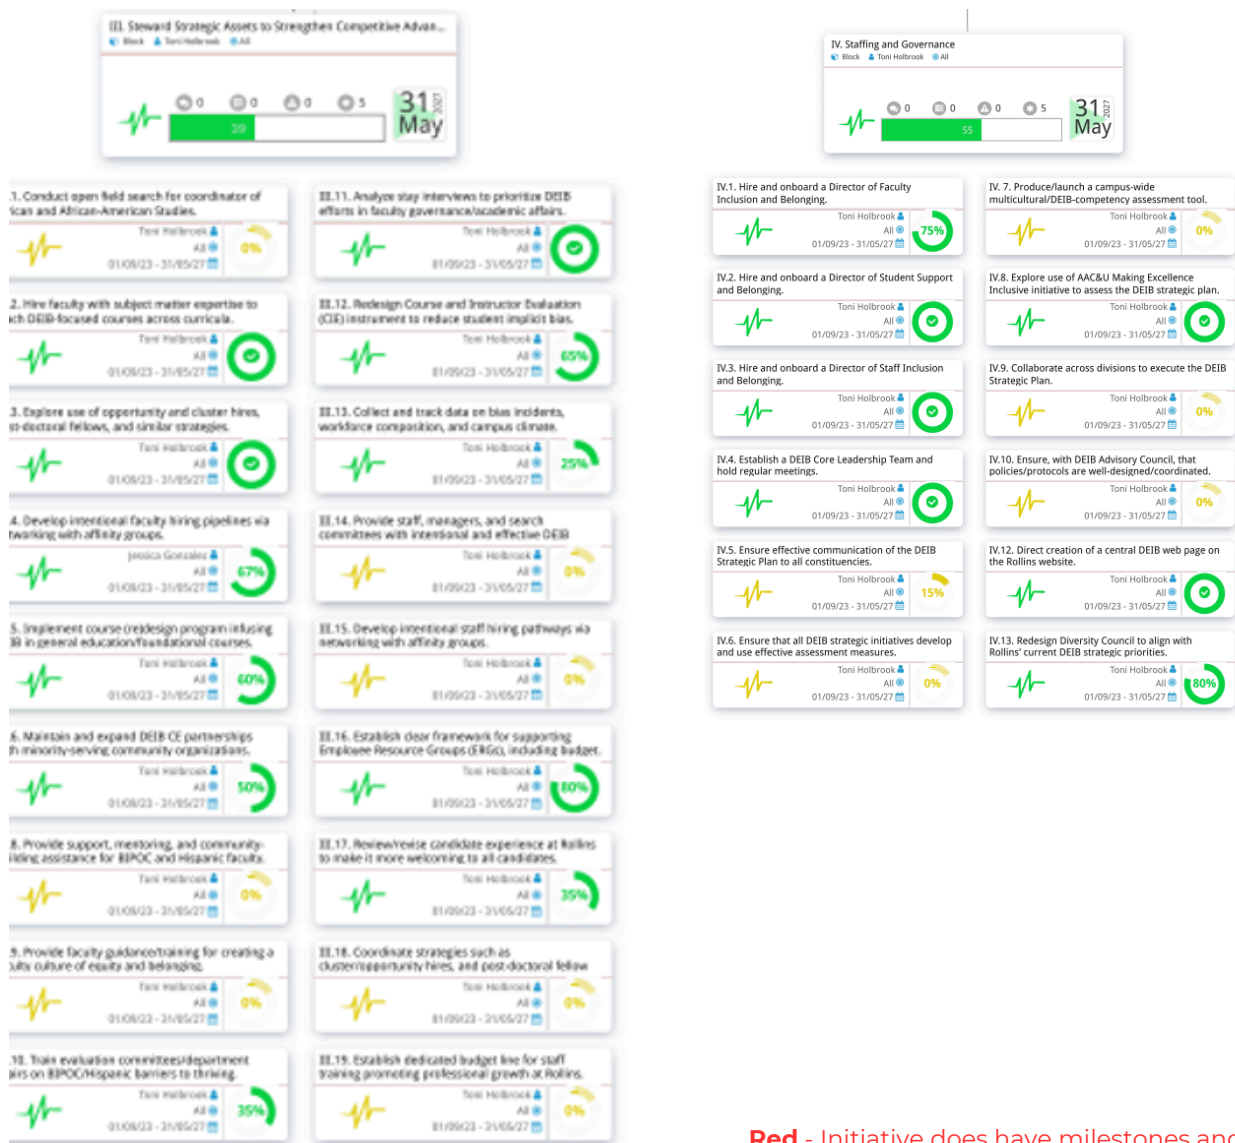 III. Steward Strategic Assets to Strengthen Competitive Advan...
Block Toni Holbrook All
0 0 0 5
39
31 May 2027
.1. Conduct open field search for coordinator of
rican and African-American Studies.
Toni Holbrook
All
01/09/23 - 31/05/27
0%
2. Hire faculty with subject matter expertise to
ch DEIB-focused courses across curricula.
Toni Holbrook
All
01/09/23 - 31/05/27
3. Explore use of opportunity and cluster hires,
st-doctoral fellows, and similar strategies.
Toni Holbrook
All
01/09/23 - 31/05/27
4. Develop intentional faculty hiring pipelines via
tworking with affinity groups.
Jessica Gonzalez
All
01/09/23 - 31/05/27
67%
5. Implement course (re)design program infusing
IB in general education/foundational courses.
Toni Holbrook
All
01/09/23 - 31/05/27
60%
6. Maintain and expand DEIB CE partnerships
h minority-serving community organizations.
Toni Holbrook
All
01/09/23 - 31/05/27
50%
8. Provide support, mentoring, and community-
ilding assistance for BIPOC and Hispanic faculty.
Toni Holbrook
All
01/09/23 - 31/05/27
0%
9. Provide faculty guidance/training for creating a
ulty culture of equity and belonging.
Toni Holbrook
All
01/09/23 - 31/05/27
0%
.10. Train evaluation committees/department
airs on BIPOC/Hispanic barriers to thriving.
Toni Holbrook
All
01/09/23 - 31/05/27
35%
III.11. Analyze stay interviews to prioritize DEIB
efforts in faculty governance/academic affairs.
Toni Holbrook
All
01/09/23 - 31/05/27
III.12. Redesign Course and Instructor Evaluation
(CIE) instrument to reduce student implicit bias.
Toni Holbrook
All
01/09/23 - 31/05/27
65%
III.13. Collect and track data on bias incidents,
workforce composition, and campus climate.
Toni Holbrook
All
01/09/23 - 31/05/27
25%
III.14. Provide staff, managers, and search
committees with intentional and effective DEIB
Toni Holbrook
All
01/09/23 - 31/05/27
0%
III.15. Develop intentional staff hiring pathways via
networking with affinity groups.
Toni Holbrook
All
01/09/23 - 31/05/27
0%
III.16. Establish clear framework for supporting
Employee Resource Groups (ERGs), including budget.
Toni Holbrook
All
01/09/23 - 31/05/27
80%
III.17. Review/revise candidate experience at Rollins
to make it more welcoming to all candidates.
Toni Holbrook
All
01/09/23 - 31/05/27
35%
III.18. Coordinate strategies such as
cluster/opportunity hires, and post-doctoral fellow
Toni Holbrook
All
01/09/23 - 31/05/27
0%
III.19. Establish dedicated budget line for staff
training promoting professional growth at Rollins.
Toni Holbrook
All
01/09/23 - 31/05/27
0%
IV. Staffing and Governance
Block Toni Holbrook All
0 0 0 5
55
31 May 2027
IV.1. Hire and onboard a Director of Faculty
Inclusion and Belonging.
Toni Holbrook
All
01/09/23 - 31/05/27
75%
IV.2. Hire and onboard a Director of Student Support
and Belonging.
Toni Holbrook
All
01/09/23 - 31/05/27
IV.3. Hire and onboard a Director of Staff Inclusion
and Belonging.
Toni Holbrook
All
01/09/23 - 31/05/27
IV.4. Establish a DEIB Core Leadership Team and
hold regular meetings.
Toni Holbrook
All
01/09/23 - 31/05/27
IV.5. Ensure effective communication of the DEIB
Strategic Plan to all constituencies.
Toni Holbrook
All
01/09/23 - 31/05/27
15%
IV.6. Ensure that all DEIB strategic initiatives develop
and use effective assessment measures.
Toni Holbrook
All
01/09/23 - 31/05/27
0%
IV. 7. Produce/launch a campus-wide
multicultural/DEIB-competency assessment tool.
Toni Holbrook
All
01/09/23 - 31/05/27
0%
IV.8. Explore use of AAC&U Making Excellence
Inclusive initiative to assess the DEIB strategic plan.
Toni Holbrook
All
01/09/23 - 31/05/27
IV.9. Collaborate across divisions to execute the DEIB
Strategic Plan.
Toni Holbrook
All
01/09/23 - 31/05/27
0%
IV.10. Ensure, with DEIB Advisory Council, that
policies/protocols are well-designed/coordinated.
Toni Holbrook
All
01/09/23 - 31/05/27
0%
IV.12. Direct creation of a central DEIB web page on
the Rollins website.
Toni Holbrook
All
01/09/23 - 31/05/27
IV.13. Redesign Diversity Council to align with
Rollins' current DEIB strategic priorities.
Toni Holbrook
All
01/09/23 - 31/05/27
80%
Red - Initiative does have milestones and